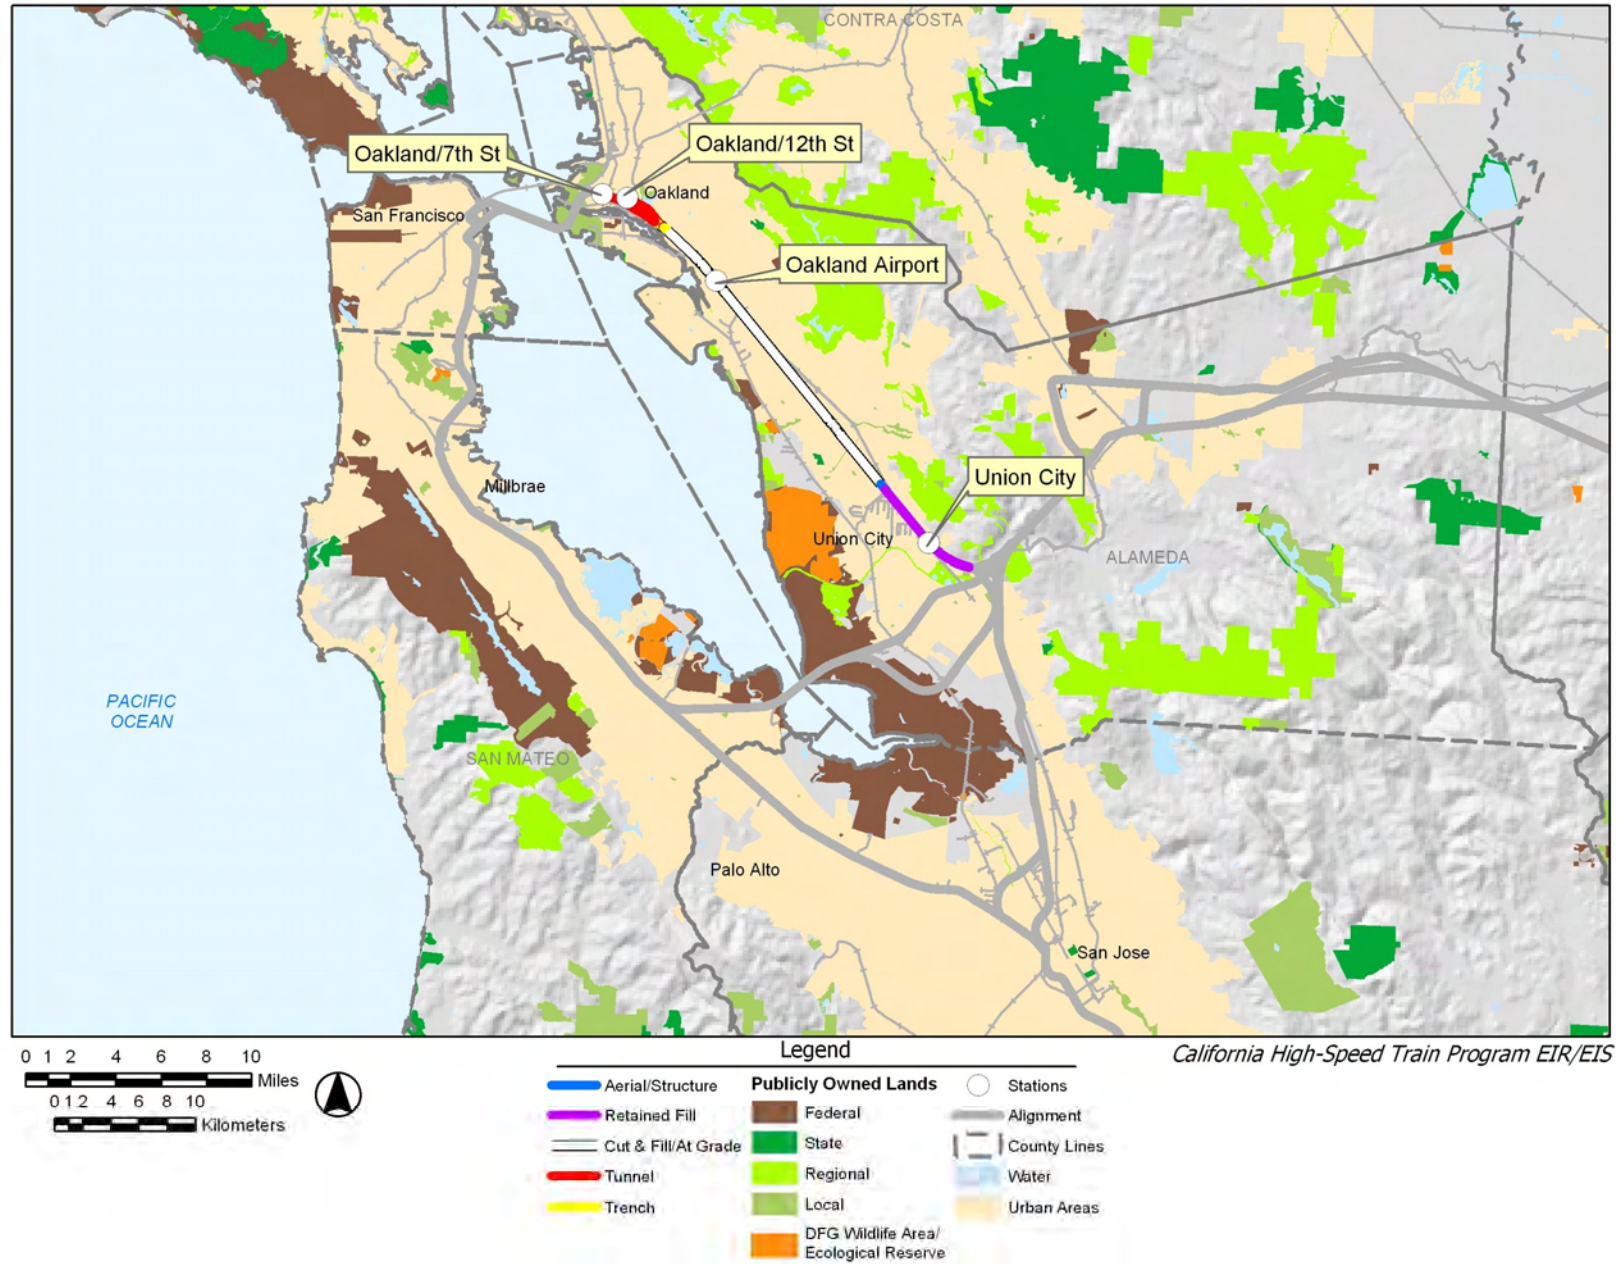 CONTRA COSTA
Oakland/7th St
Oakland/12th St
Oakland
San Francisco
Oakland Airport
Millbrae
Union City
Union City
ALAMEDA
PACIFIC
OCEAN
SAN MATEO
Palo Alto
San Jose
California High-Speed Train Program EIR/EIS
0 1 2 4 6 8 10
Miles
0 1 2 4 6 8 10
Kilometers
Legend
Aerial/Structure
Retained Fill
Cut & Fill/At Grade
Tunnel
Trench
Publicly Owned Lands
Federal
State
Regional
Local
DFG Wildlife Area/
Ecological Reserve
Stations
Alignment
County Lines
Water
Urban Areas